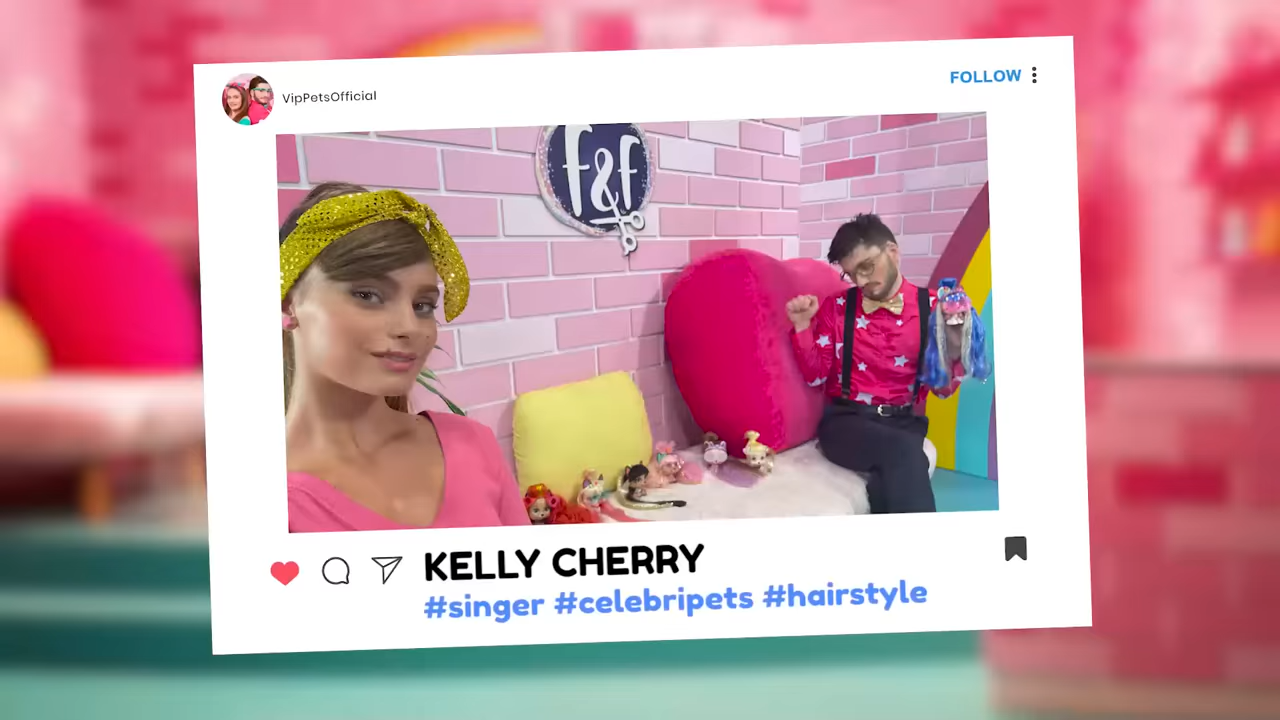 VipPetsOfficial
FOLLOW
f&f
KELLY CHERRY
#singer #celebripets #hairstyle